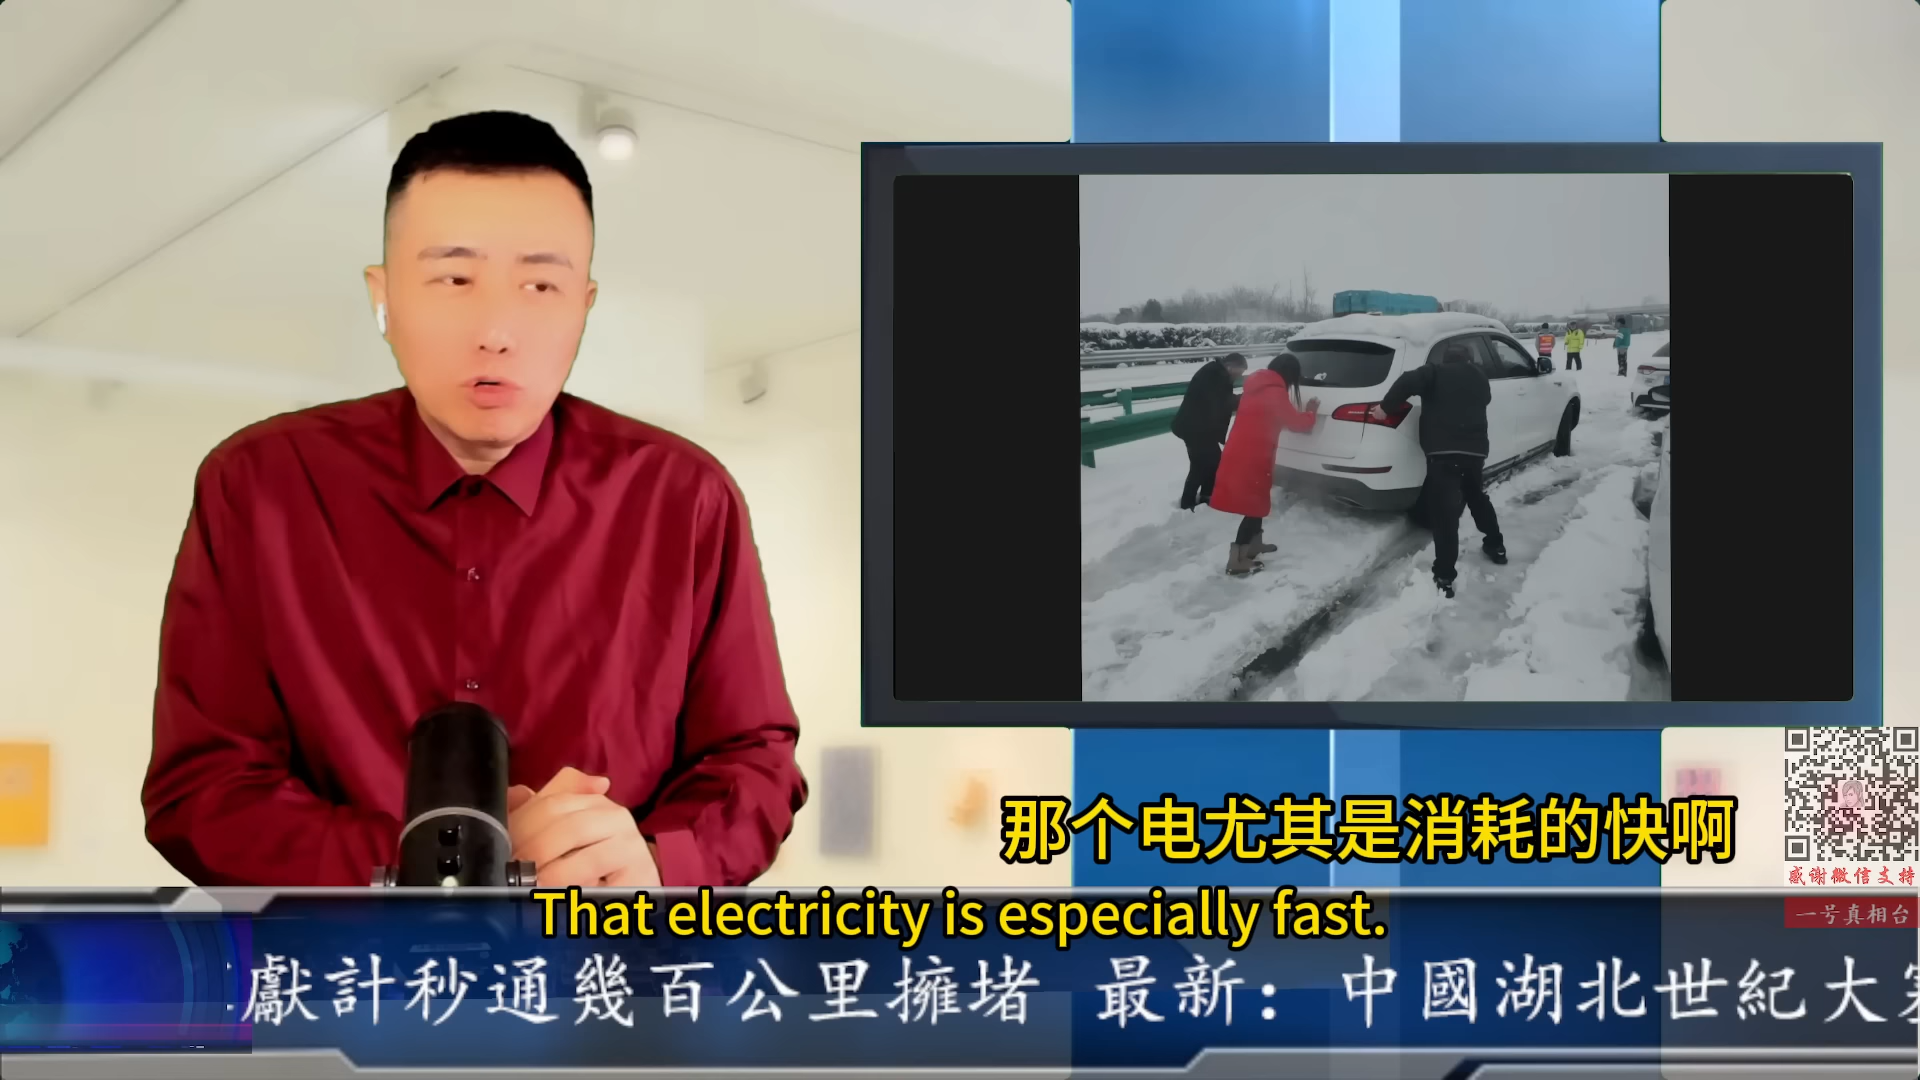 那个电尤其是消耗的快啊
感谢微信支持
一号真相台
That electricity is especially fast.
獻計秒通幾百公里擁堵 最新：中國湖北世紀大